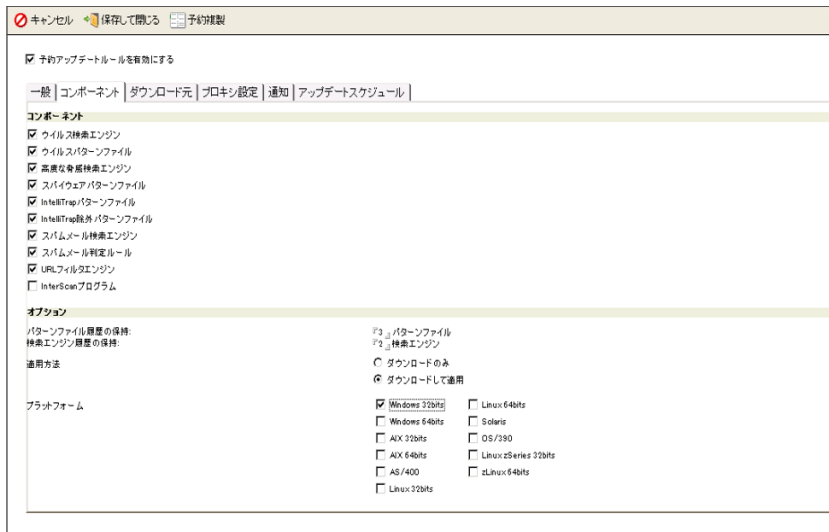 キャンセル 保存して閉じる 予約複製
予約アップデートルールを有効にする
一般 コンポーネント ダウンロード元 プロキシ設定 通知 アップデートスケジュール
コンポーネント
ウイルス検索エンジン
ウイルスパターンファイル
高度な脅威検索エンジン
スパイウェアパターンファイル
IntelliTrapパターンファイル
IntelliTrap除外パターンファイル
スパムメール検索エンジン
スパムメール判定ルール
URLフィルタエンジン
InterScanプログラム
オプション
パターンファイル履歴の保持: 『3 』パターンファイル
検索エンジン履歴の保持: 『2 』検索エンジン
適用方法 ダウンロードのみ
ダウンロードして適用
プラットフォーム Windows 32bits Linux 64bits
Windows 64bits Solaris
AIX 32bits OS/390
AIX 64bits Linux zSeries 32bits
AS/400 zLinux 64bits
Linux 32bits